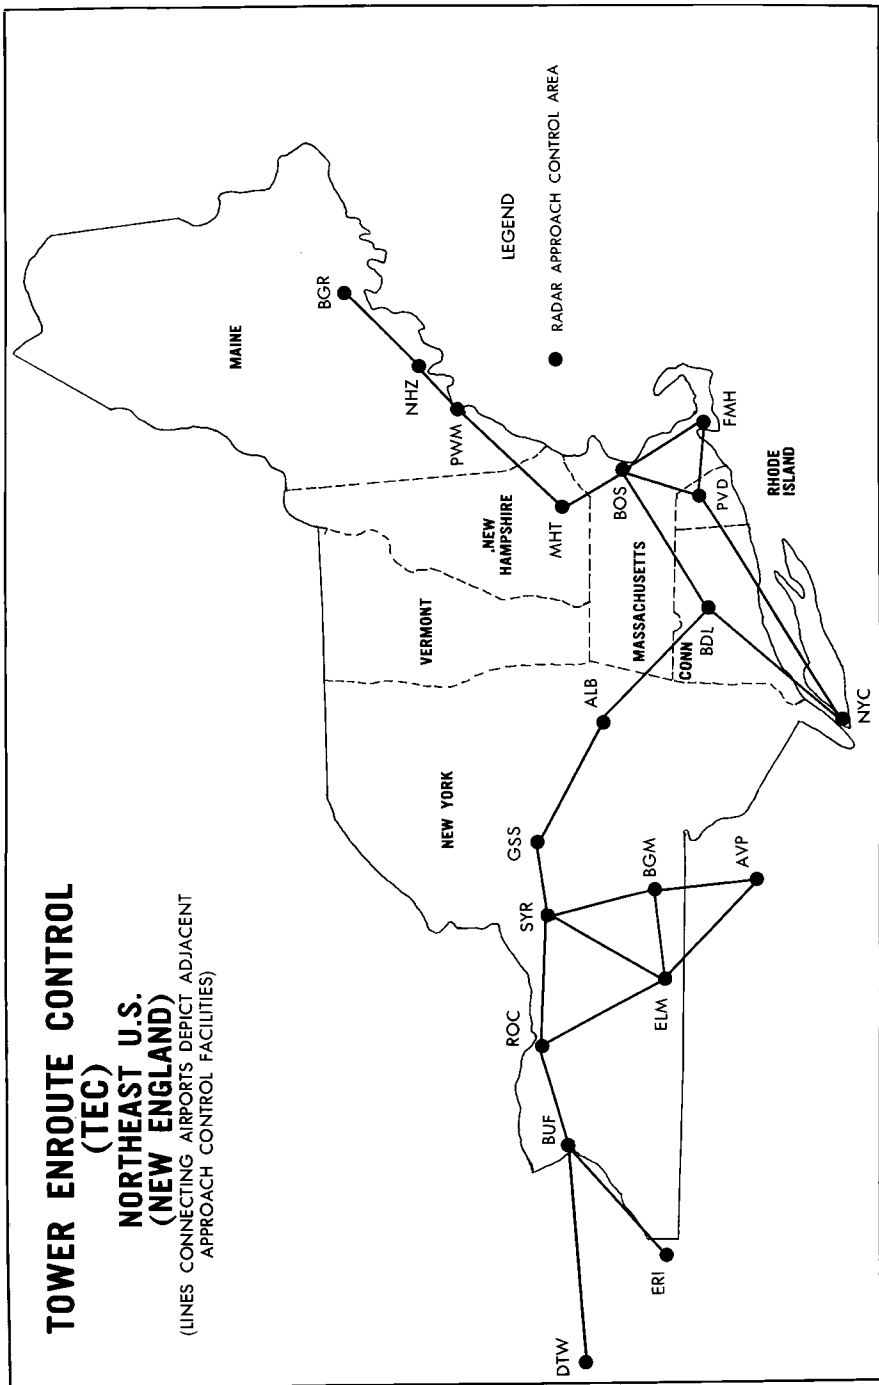 TOWER ENROUTE CONTROL
(TEC)
NORTHEAST U.S.
(NEW ENGLAND)
(LINES CONNECTING AIRPORTS DEPICT ADJACENT
APPROACH CONTROL FACILITIES)
MAINE
BGR
NHZ
PWM
LEGEND
RADAR APPROACH CONTROL AREA
NEW
HAMPSHIRE
MHT
VERMONT
BOS
FMH
MASSACHUSETTS
PVD
RHODE
ISLAND
CONN
BDL
ALB
NEW YORK
NYC
GSS
SYR
BGM
AVP
ROC
ELM
BUF
ERI
DTW